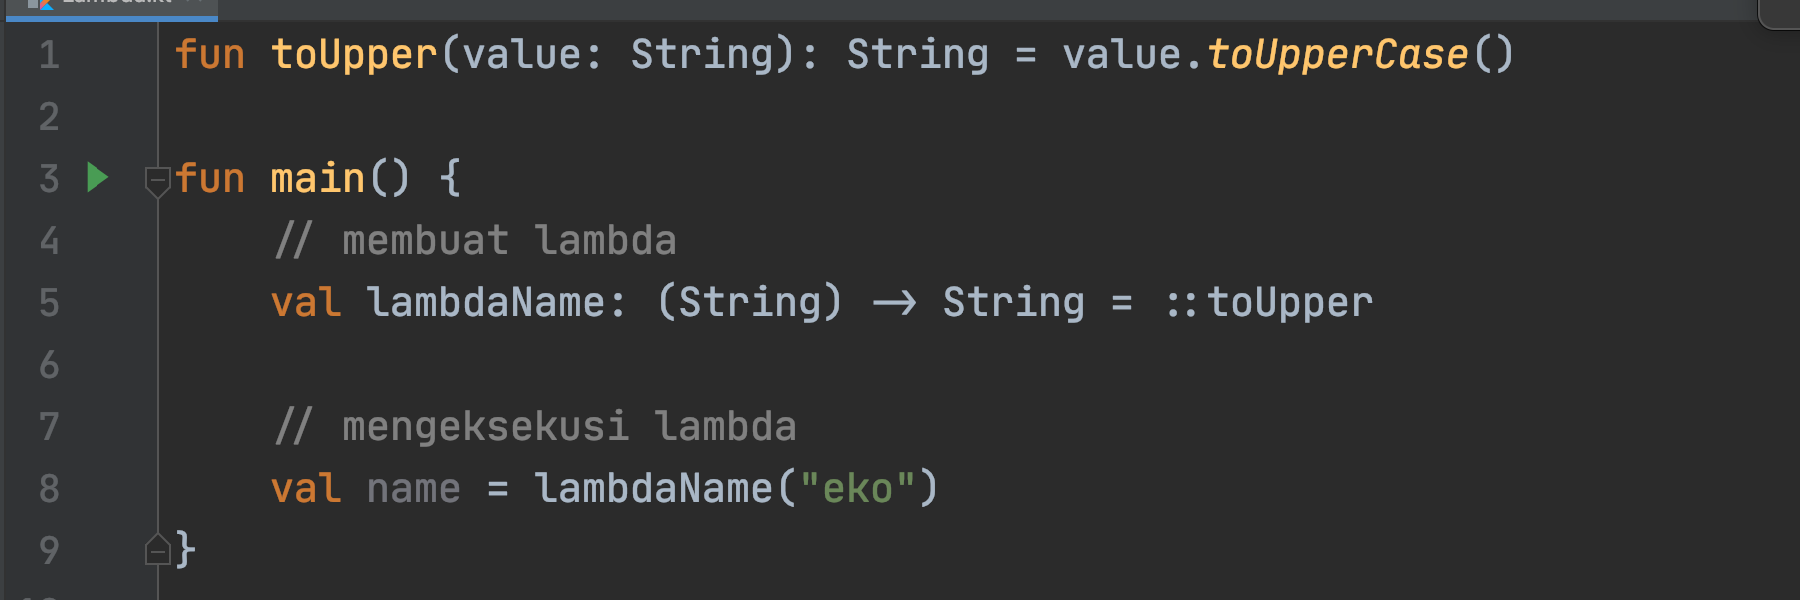 1 fun toUpper(value: String): String = value.toUpperCase()
2
3 fun main() {
4 // membuat lambda
5 val lambdaName: (String) -> String = ::toUpper
6
7 // mengeksekusi lambda
8 val name = lambdaName("eko")
9 }